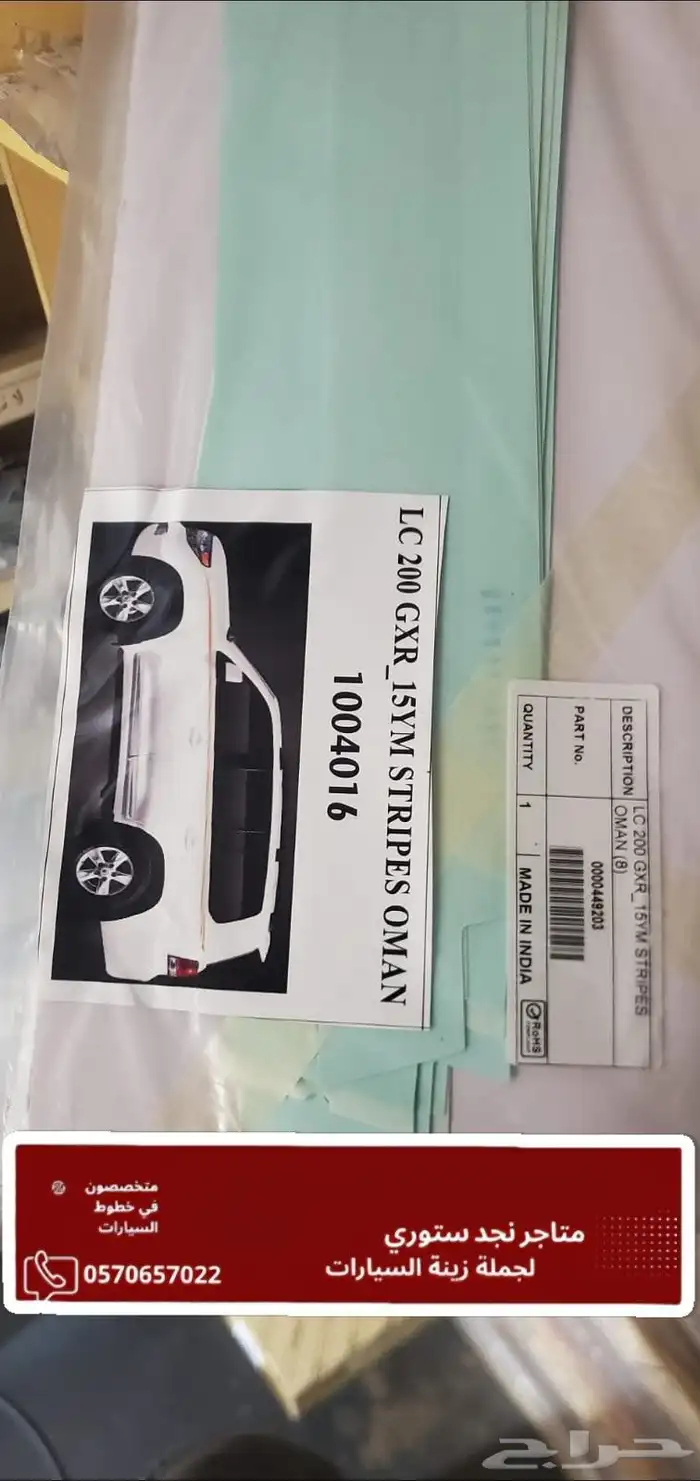 LC 200 GXR_15YM STRIPES OMAN
1004016
DESCRIPTION
LC 200 GXR_15YM STRIPES
OMAN (8)
PART No.
0000449203
QUANTITY
1
MADE IN INDIA
RoHS
متاجر نجد ستوري
لجملة زينة السيارات
متخصصون
في خطوط
السيارات
0570657022
حراج